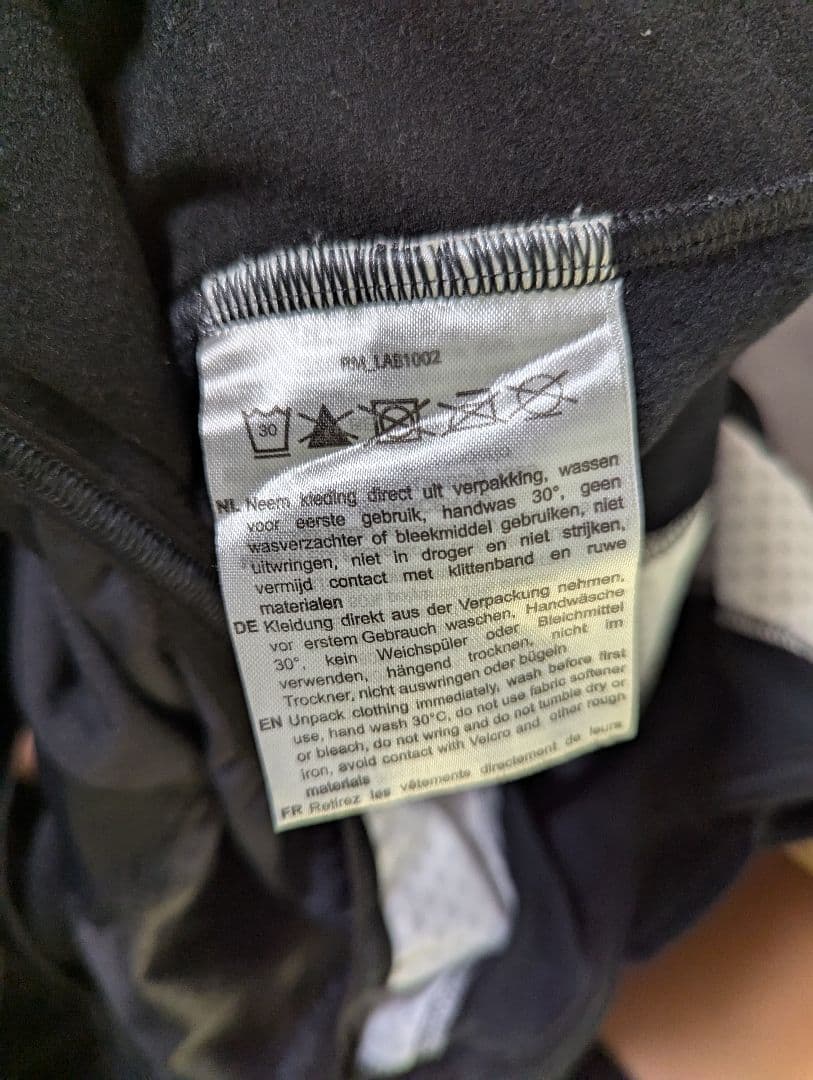 RM_LAB1002
30
NL Neem kleding direct uit verpakking, wassen
voor eerste gebruik, handwas 30°, geen
wasverzachter of bleekmiddel gebruiken, niet
uitwringen, niet in droger en niet strijken,
vermijd contact met klittenband en ruwe
materialen
DE Kleidung direkt aus der Verpackung nehmen,
vor erstem Gebrauch waschen, Handwäsche
30°, kein Weichspüler oder Bleichmittel
verwenden, hängend trocknen, nicht im
Trockner, nicht auswringen oder bügeln
EN Unpack clothing immediately, wash before first
use, hand wash 30°C, do not use fabric softener
or bleach, do not wring and do not tumble dry or
iron, avoid contact with Velcro and other rough
materials
FR Retirez les vêtements directement de leurs